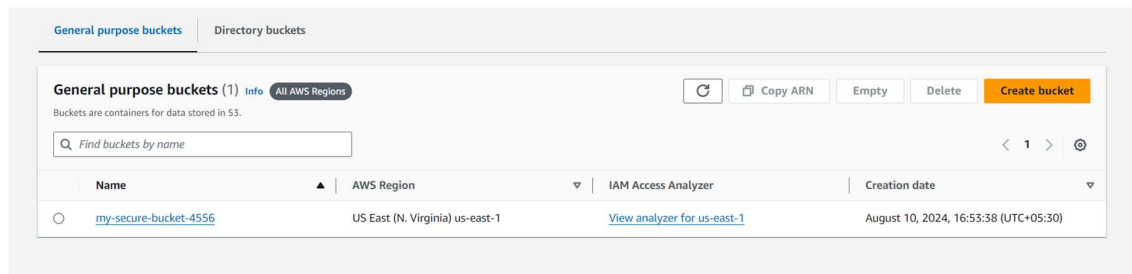 General purpose buckets Directory buckets
General purpose buckets (1) Info All AWS Regions Copy ARN Empty Delete Create bucket
Buckets are containers for data stored in S3.
Find buckets by name 1
Name AWS Region IAM Access Analyzer Creation date
my-secure-bucket-4556 US East (N. Virginia) us-east-1 View analyzer for us-east-1 August 10, 2024, 16:53:38 (UTC+05:30)